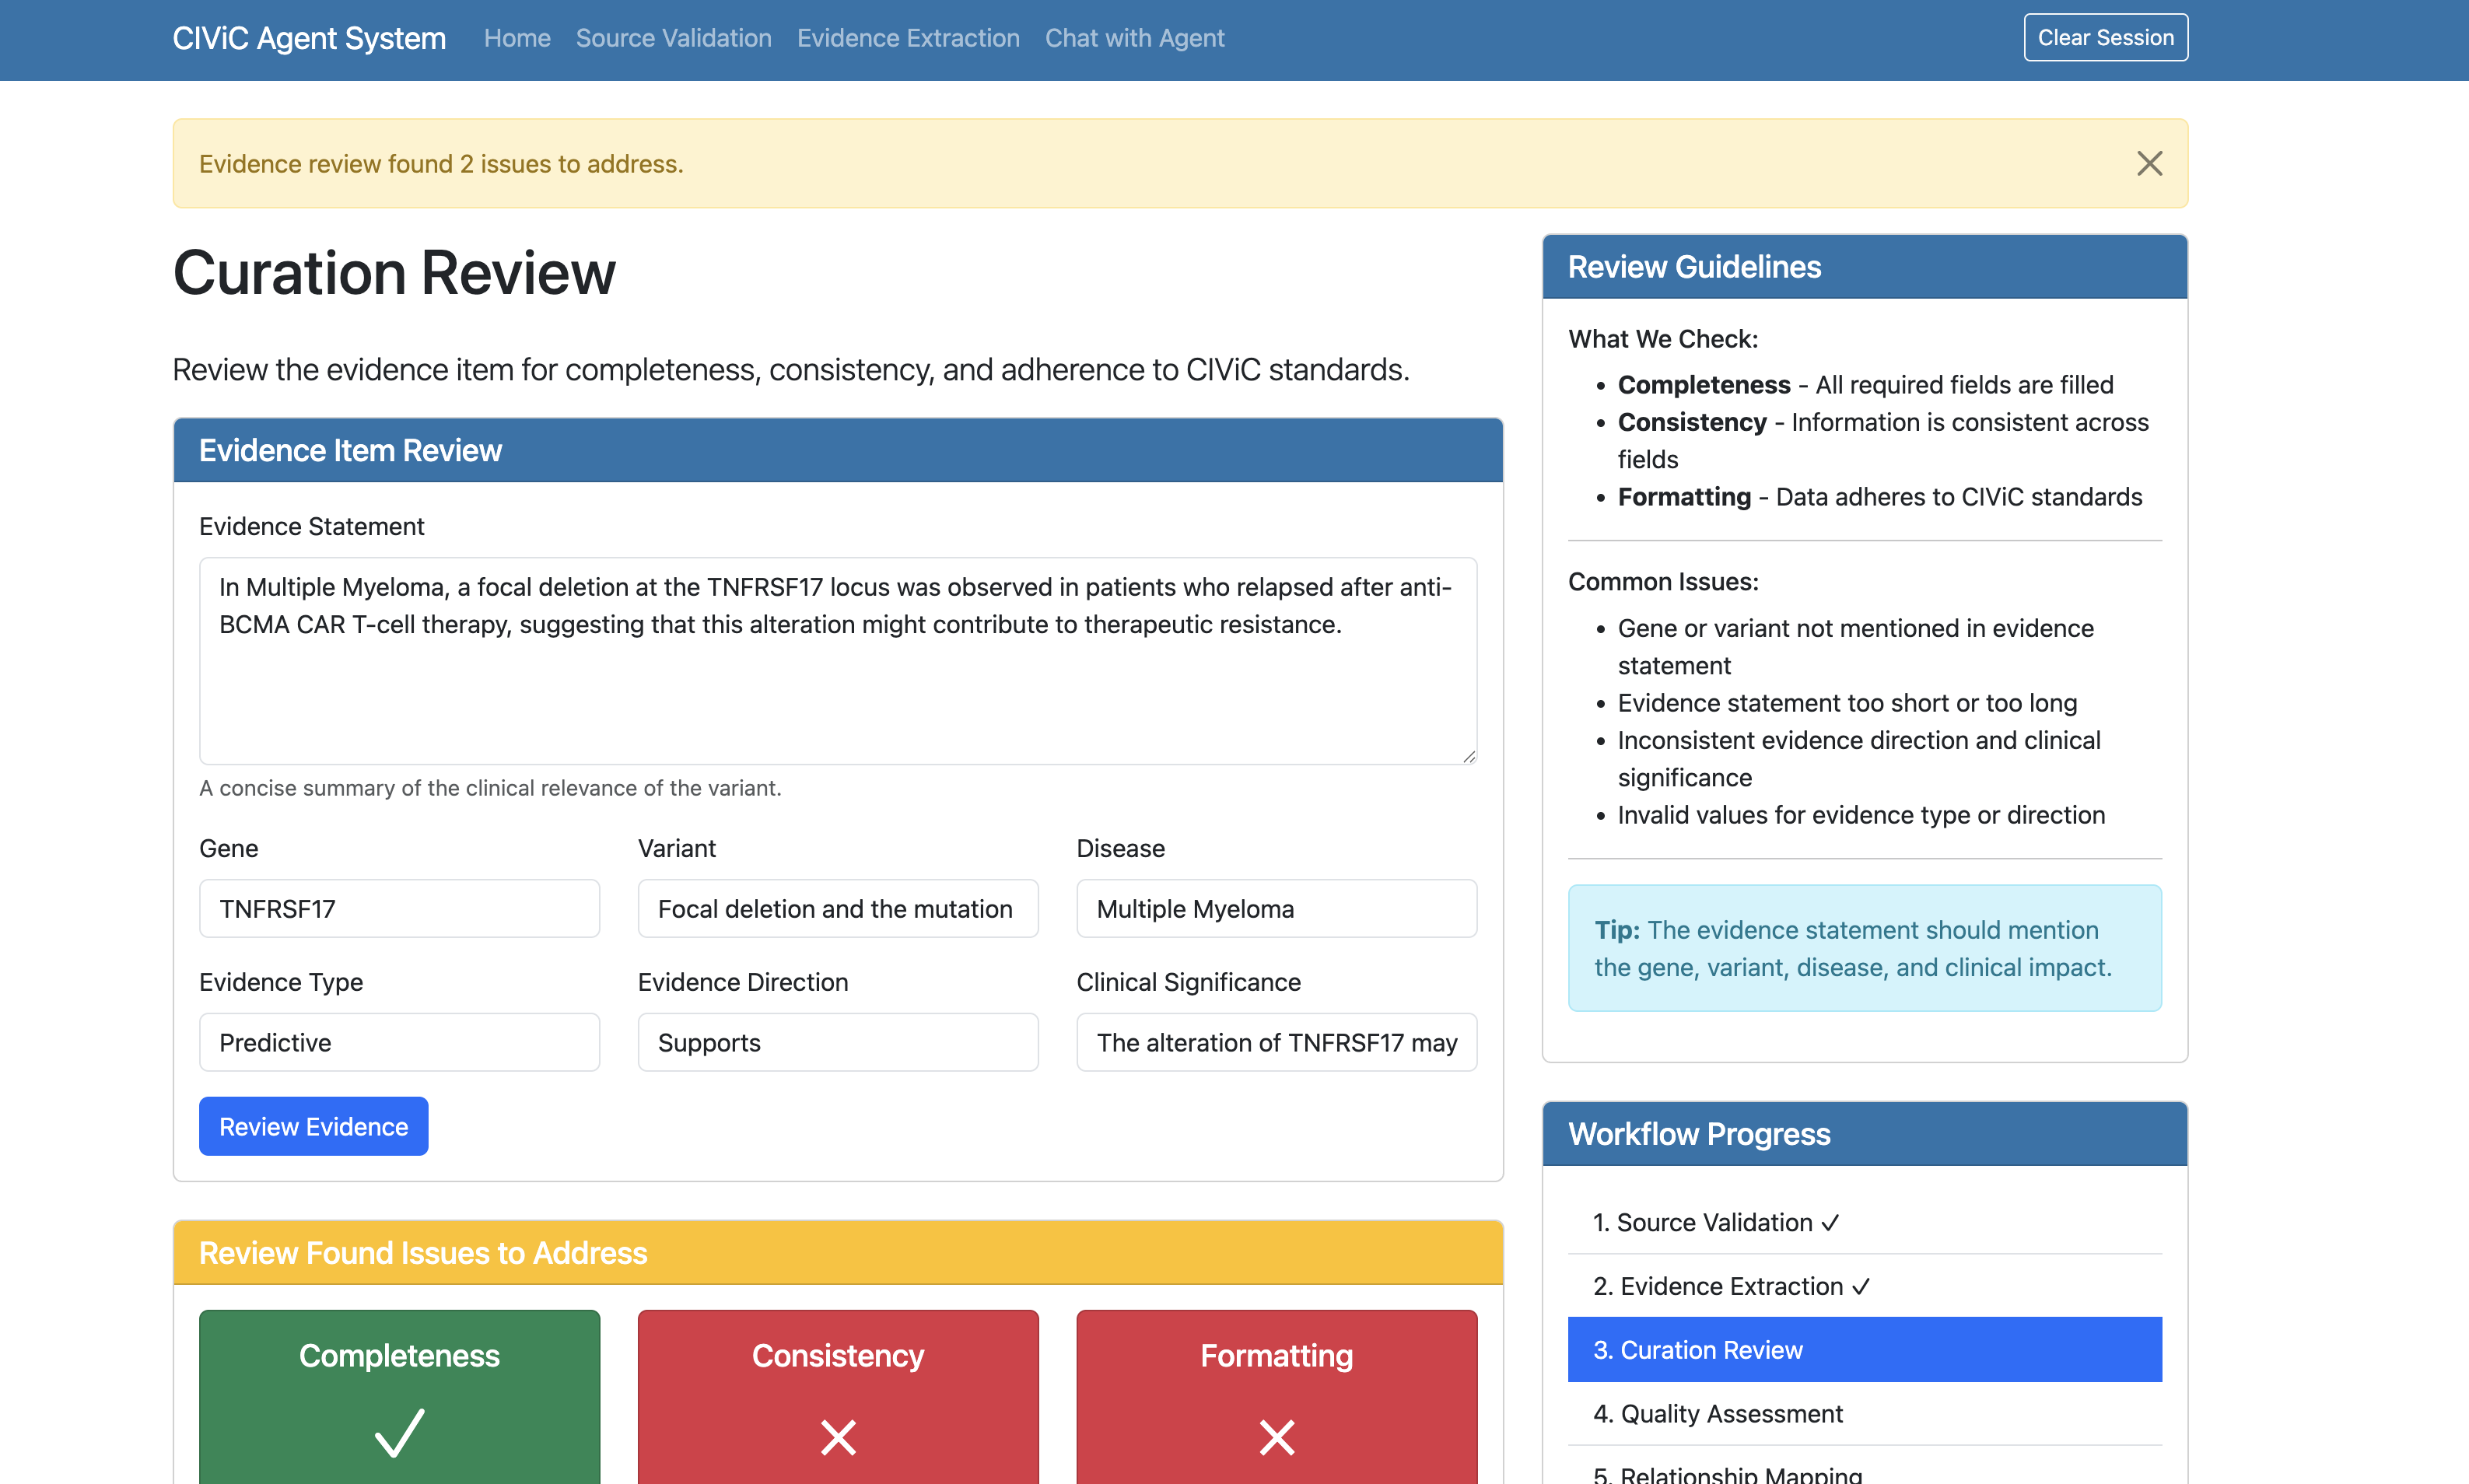 CIViC Agent System Home Source Validation Evidence Extraction Chat with Agent Clear Session
Evidence review found 2 issues to address.
Curation Review
Review the evidence item for completeness, consistency, and adherence to CIViC standards.
Evidence Item Review
Evidence Statement
In Multiple Myeloma, a focal deletion at the TNFRSF17 locus was observed in patients who relapsed after anti-
BCMA CAR T-cell therapy, suggesting that this alteration might contribute to therapeutic resistance.
A concise summary of the clinical relevance of the variant.
Gene Variant Disease
TNFRSF17 Focal deletion and the mutation Multiple Myeloma
Evidence Type Evidence Direction Clinical Significance
Predictive Supports The alteration of TNFRSF17 may
Review Evidence
Review Found Issues to Address
Completeness Consistency Formatting
Review Guidelines
What We Check:
• Completeness - All required fields are filled
• Consistency - Information is consistent across
fields
• Formatting - Data adheres to CIViC standards
Common Issues:
• Gene or variant not mentioned in evidence
statement
• Evidence statement too short or too long
• Inconsistent evidence direction and clinical
significance
• Invalid values for evidence type or direction
Tip: The evidence statement should mention
the gene, variant, disease, and clinical impact.
Workflow Progress
1. Source Validation ✓
2. Evidence Extraction ✓
3. Curation Review
4. Quality Assessment
5. Relationship Mapping